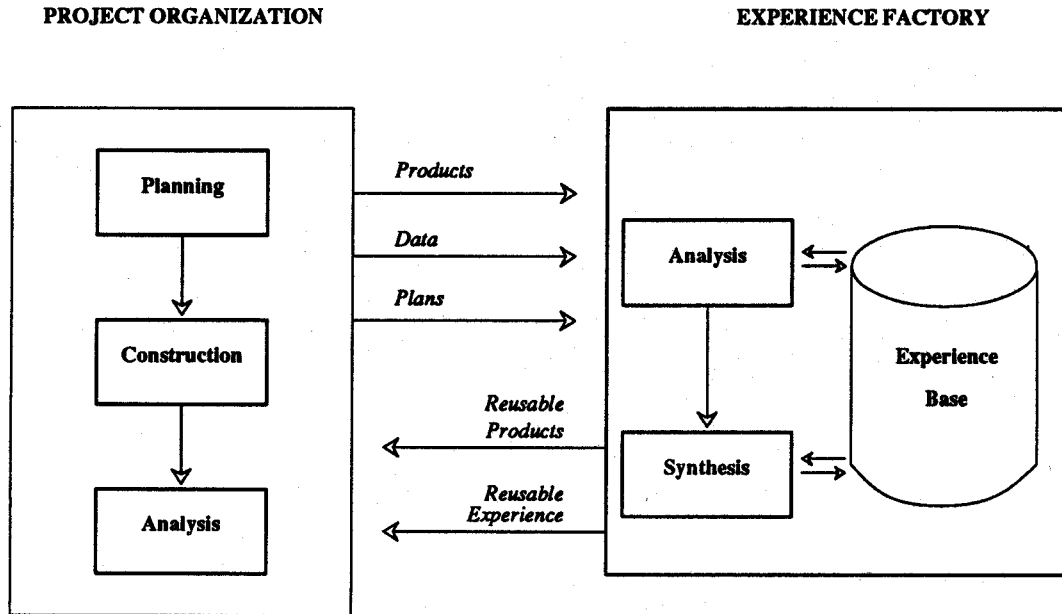 PROJECT ORGANIZATION
EXPERIENCE FACTORY
Planning
Construction
Analysis
Products
Data
Plans
Reusable
Products
Reusable
Experience
Analysis
Synthesis
Experience
Base